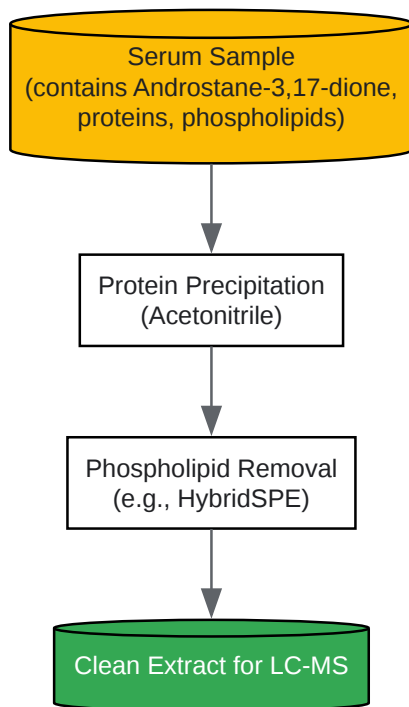 Serum Sample
(contains Androstane-3,17-dione,
proteins, phospholipids)
Protein Precipitation
(Acetonitrile)
Phospholipid Removal
(e.g., HybridSPE)
Clean Extract for LC-MS